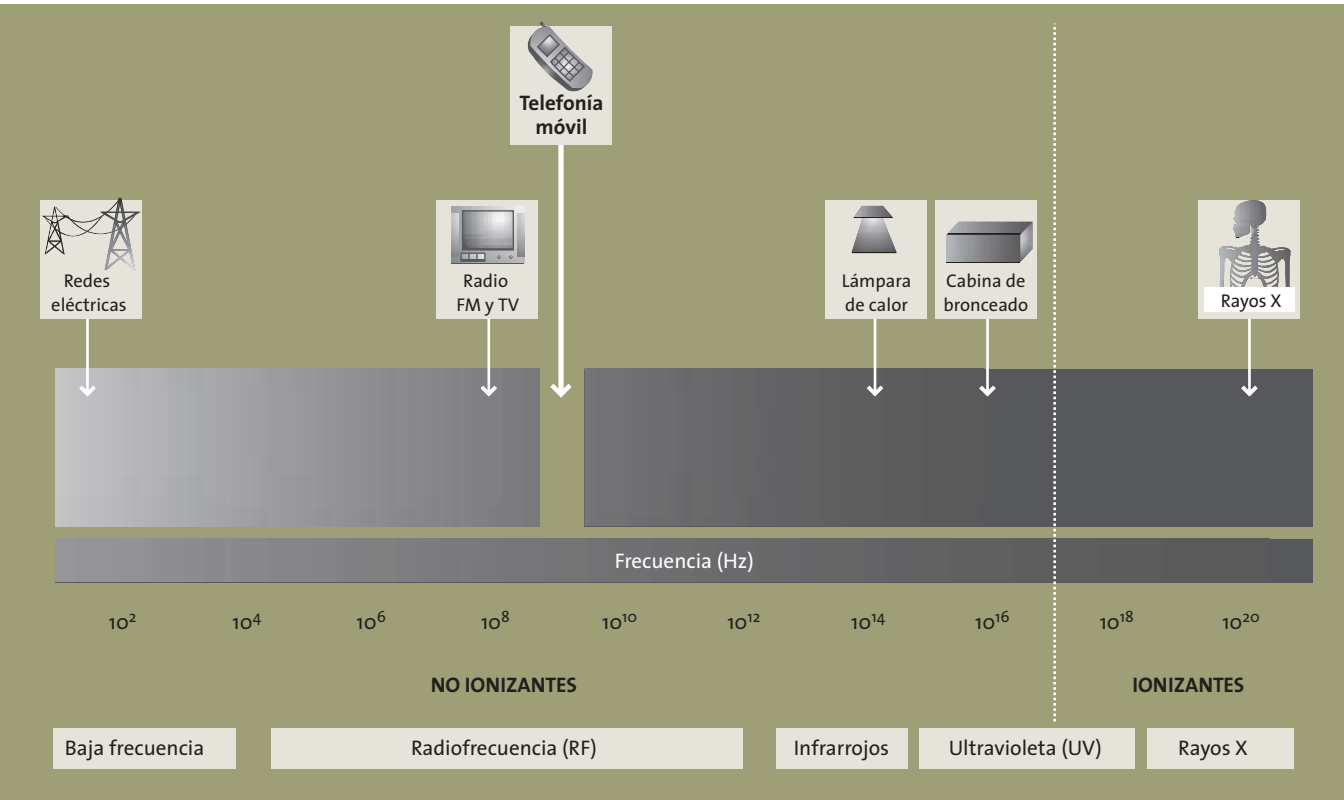 Telefonía
móvil
Redes
eléctricas
Radio
FM y TV
Lámpara
de calor
Cabina de
bronceado
Rayos X
Frecuencia (Hz)
10² 10⁴ 10⁶ 10⁸ 10¹⁰ 10¹² 10¹⁴ 10¹⁶ 10¹⁸ 10²⁰
NO IONIZANTES IONIZANTES
Baja frecuencia Radiofrecuencia (RF) Infrarrojos Ultravioleta (UV) Rayos X